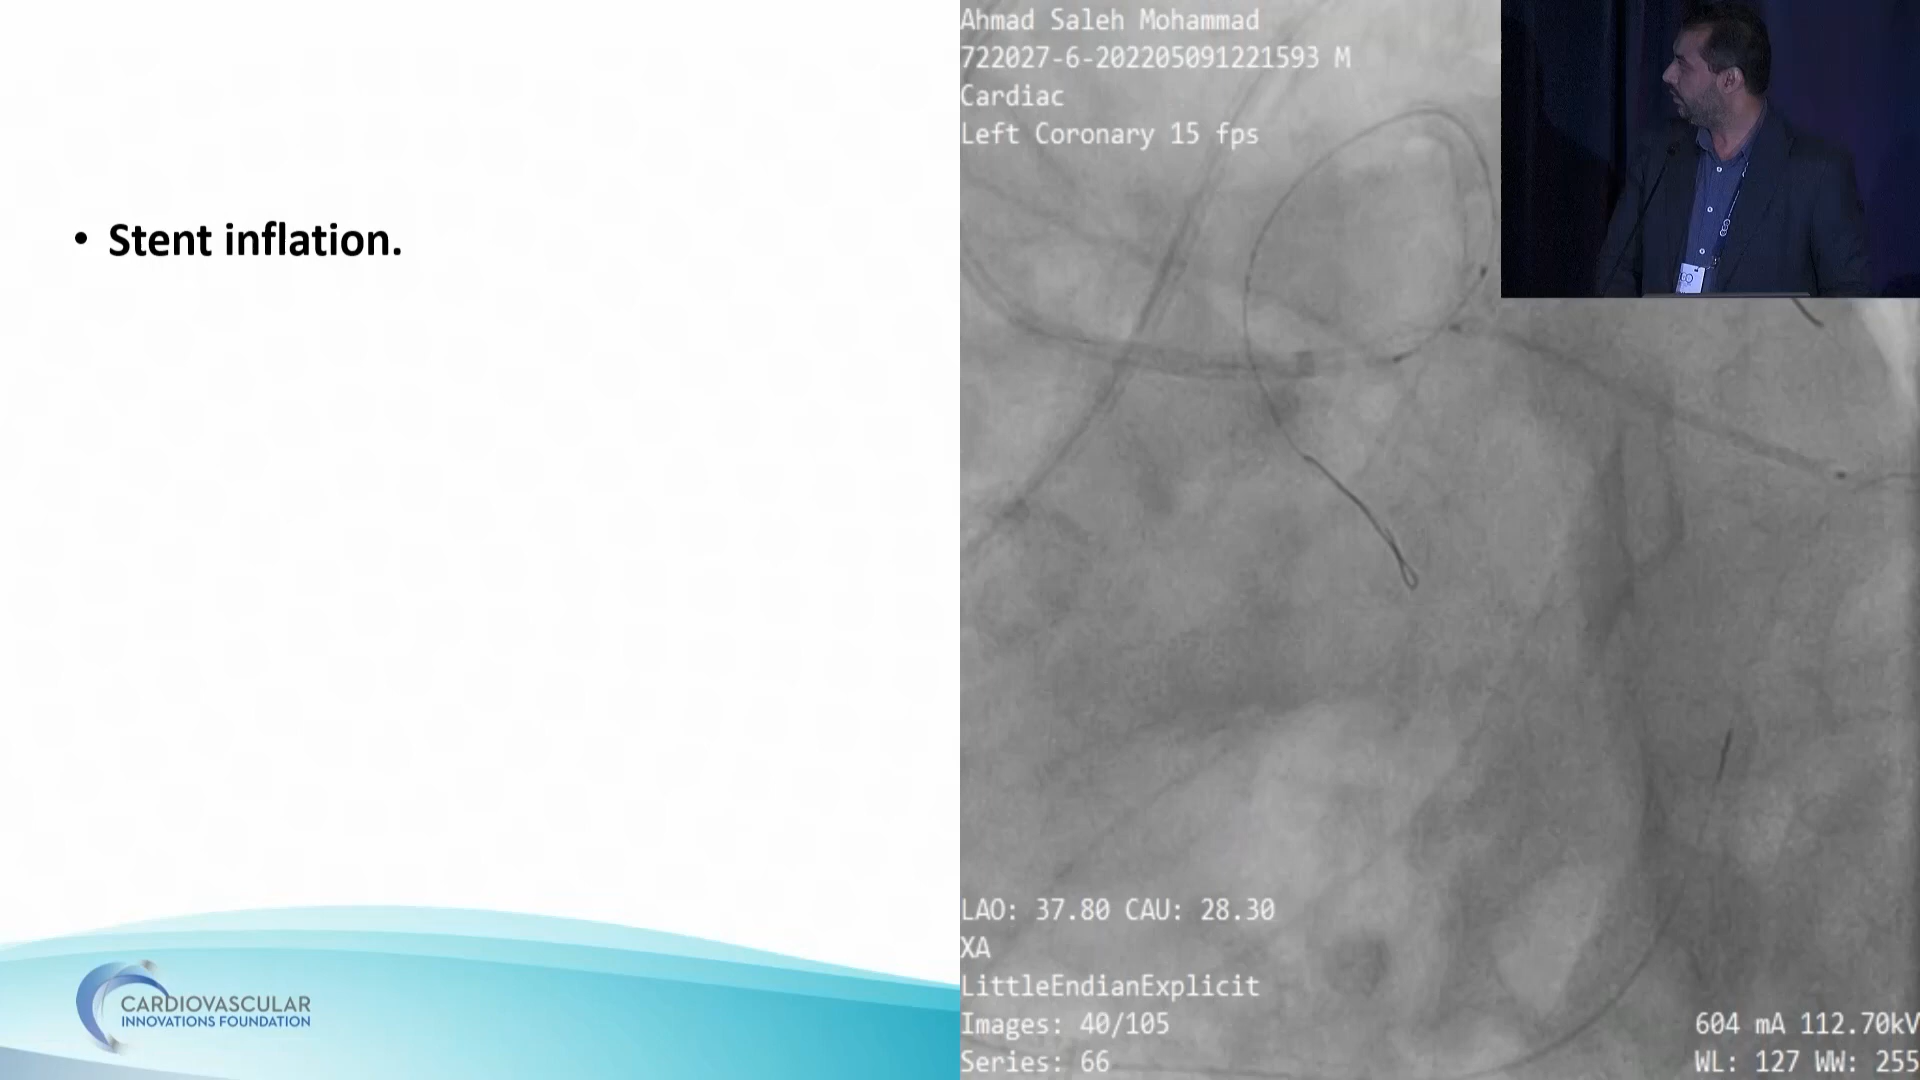 • Stent inflation.
CARDIOVASCULAR
INNOVATIONS FOUNDATION
Ahmad Saleh Mohammad
722027-6-202205091221593 M
Cardiac
Left Coronary 15 fps
LAO: 37.80 CAU: 28.30
XA
LittleEndianExplicit
Images: 40/105
Series: 66
604 mA 112.70kV
WL: 127 WW: 255